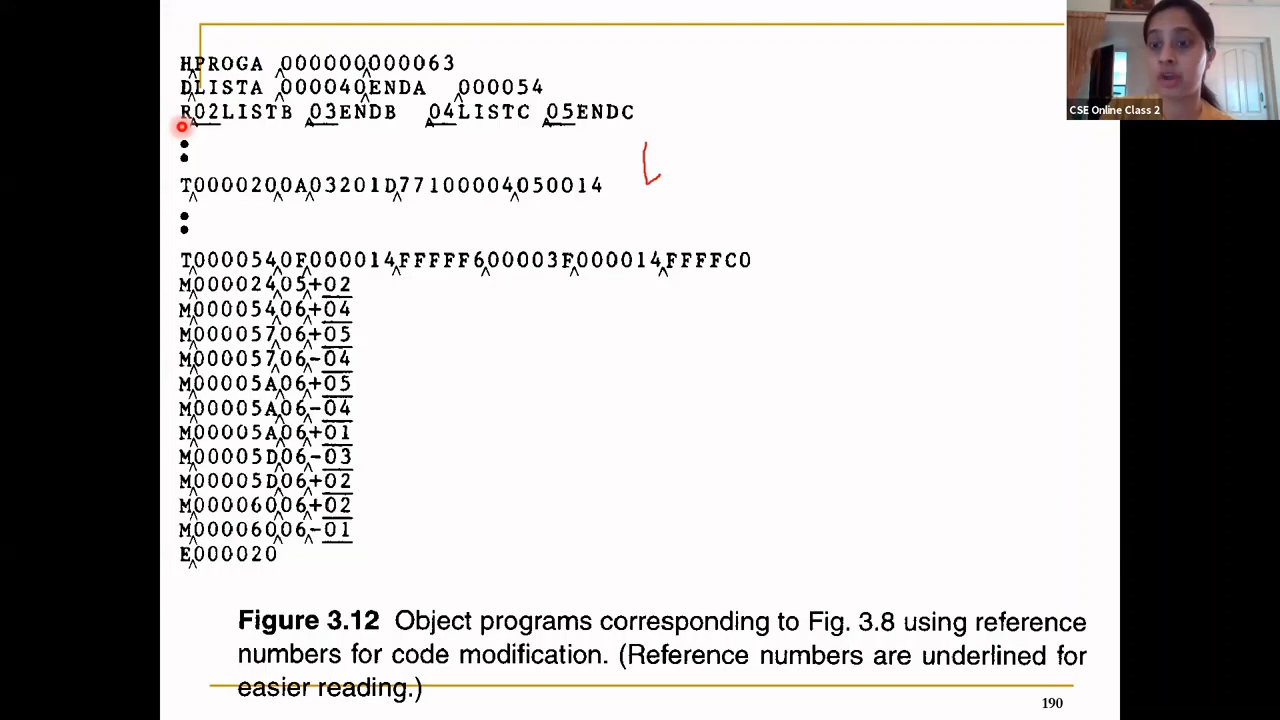 HPROGA 000000000063
DLISTA 000040ENDA 000054
R02LISTB 03ENDB 04LISTC 05ENDC
CSE Online Class 2
T0000200A03201D77100004050014
T0000540F000014FFFFF600003F000014FFFFC0
M00002405+02
M00005406+04
M00005706+05
M00005706-04
M00005A06+05
M00005A06-04
M00005A06+01
M00005D06-03
M00005D06+02
M00006006+02
M00006006-01
E000020
Figure 3.12 Object programs corresponding to Fig. 3.8 using reference
numbers for code modification. (Reference numbers are underlined for
easier reading.)
190